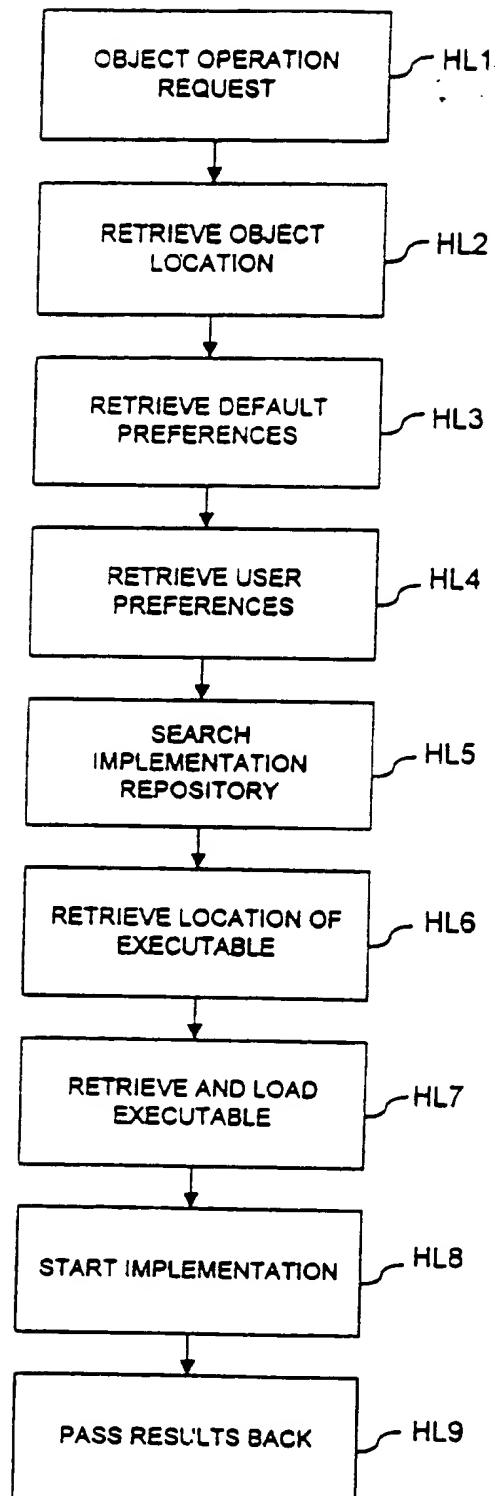 OBJECT OPERATION
REQUEST
HL1
RETRIEVE OBJECT
LOCATION
HL2
RETRIEVE DEFAULT
PREFERENCES
HL3
RETRIEVE USER
PREFERENCES
HL4
SEARCH
IMPLEMENTATION
REPOSITORY
HL5
RETRIEVE LOCATION OF
EXECUTABLE
HL6
RETRIEVE AND LOAD
EXECUTABLE
HL7
START IMPLEMENTATION
HL8
PASS RESULTS BACK
HL9